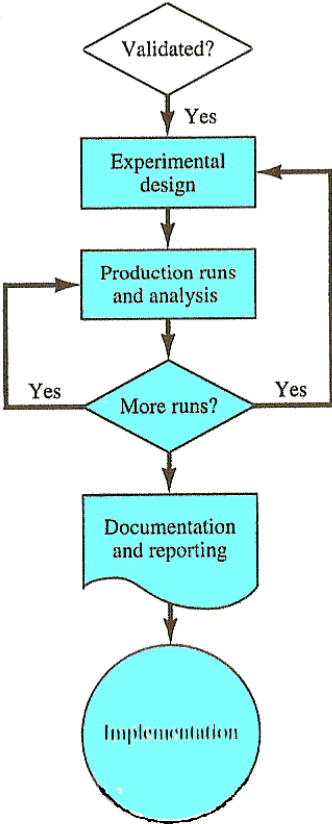 Validated?
Yes
Experimental
design
Production runs
and analysis
Yes
More runs?
Yes
Documentation
and reporting
Implementation